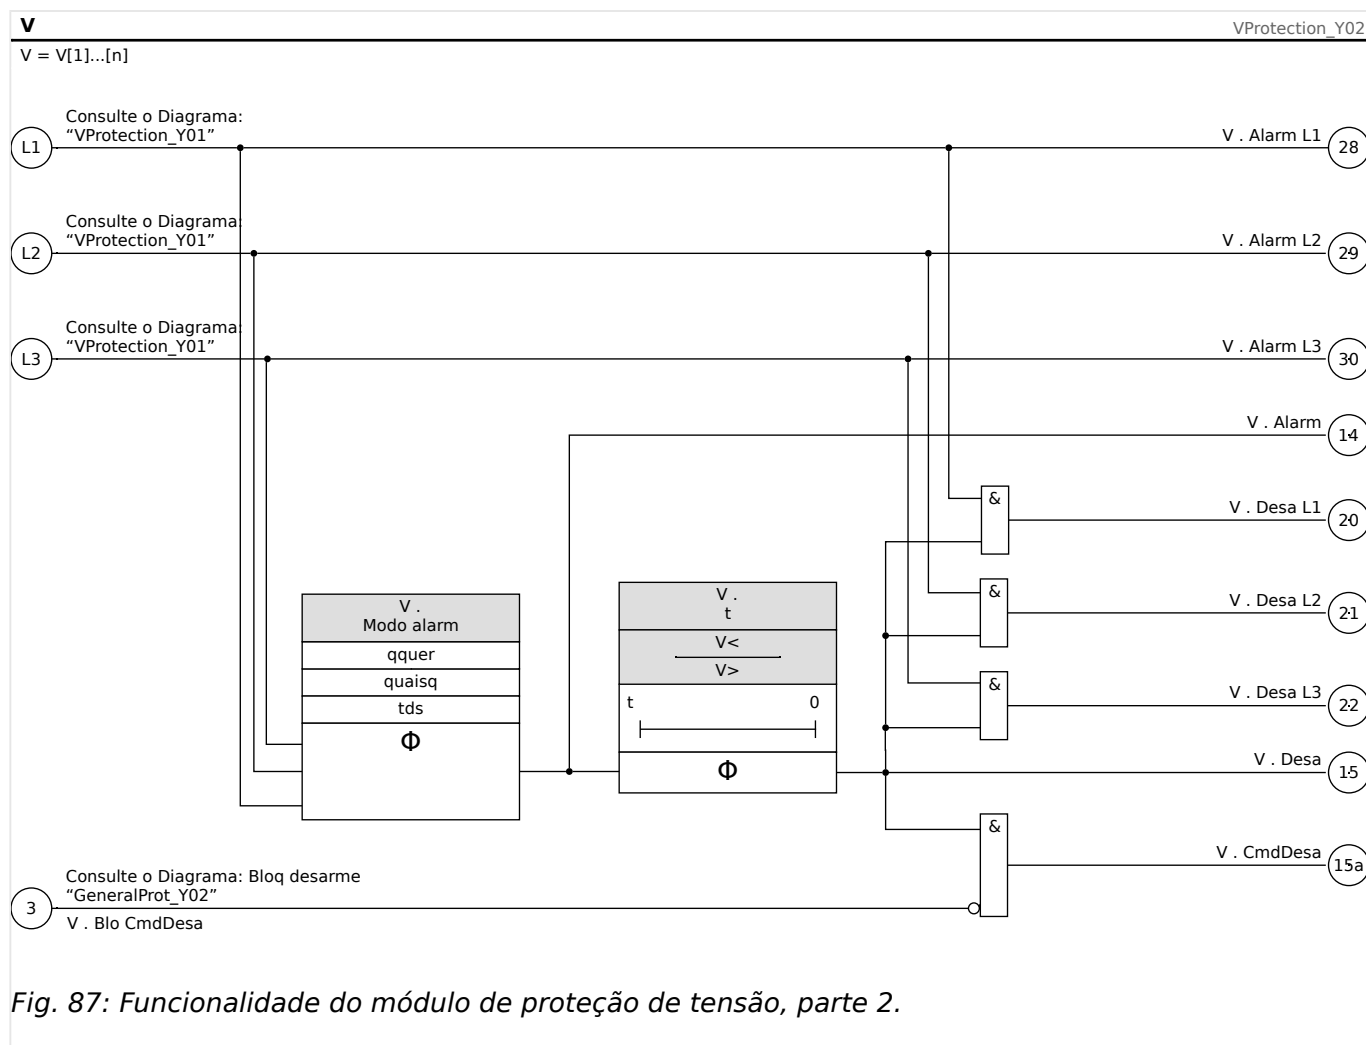 V
VProtection_Y02
V = V[1]...[n]
Consulte o Diagrama:
“VProtection_Y01”
L1
V . Alarm L1
28
Consulte o Diagrama:
“VProtection_Y01”
L2
V . Alarm L2
29
Consulte o Diagrama:
“VProtection_Y01”
L3
V . Alarm L3
30
V . Alarm
14
&
V . Desa L1
20
&
V . Desa L2
21
&
V . Desa L3
22
V .
Modo alarm
qquer
quaisq
tds
Φ
V .
t
V<
V>
t 0
Φ
V . Desa
15
&
V . CmdDesa
15a
Consulte o Diagrama: Bloq desarme
“GeneralProt_Y02”
3
V . Blo CmdDesa
Fig. 87: Funcionalidade do módulo de proteção de tensão, parte 2.